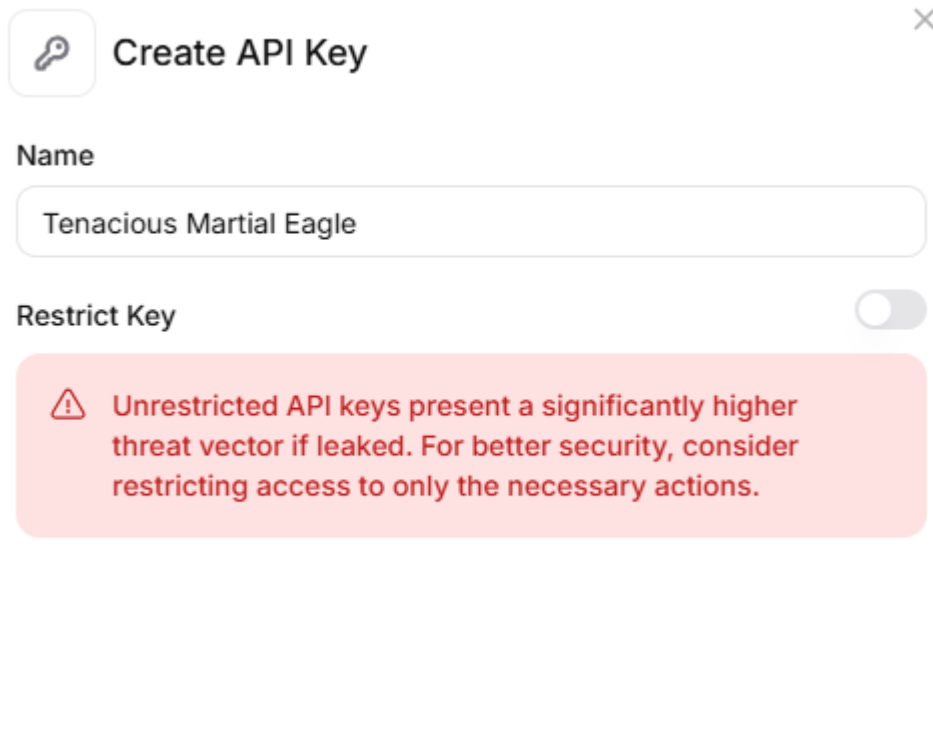 Create API Key
Name
Tenacious Martial Eagle
Restrict Key
Unrestricted API keys present a significantly higher
threat vector if leaked. For better security, consider
restricting access to only the necessary actions.